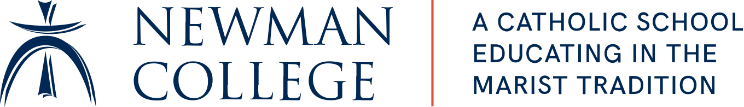 NEWMAN
COLLEGE
A CATHOLIC SCHOOL
EDUCATING IN THE
MARIST TRADITION